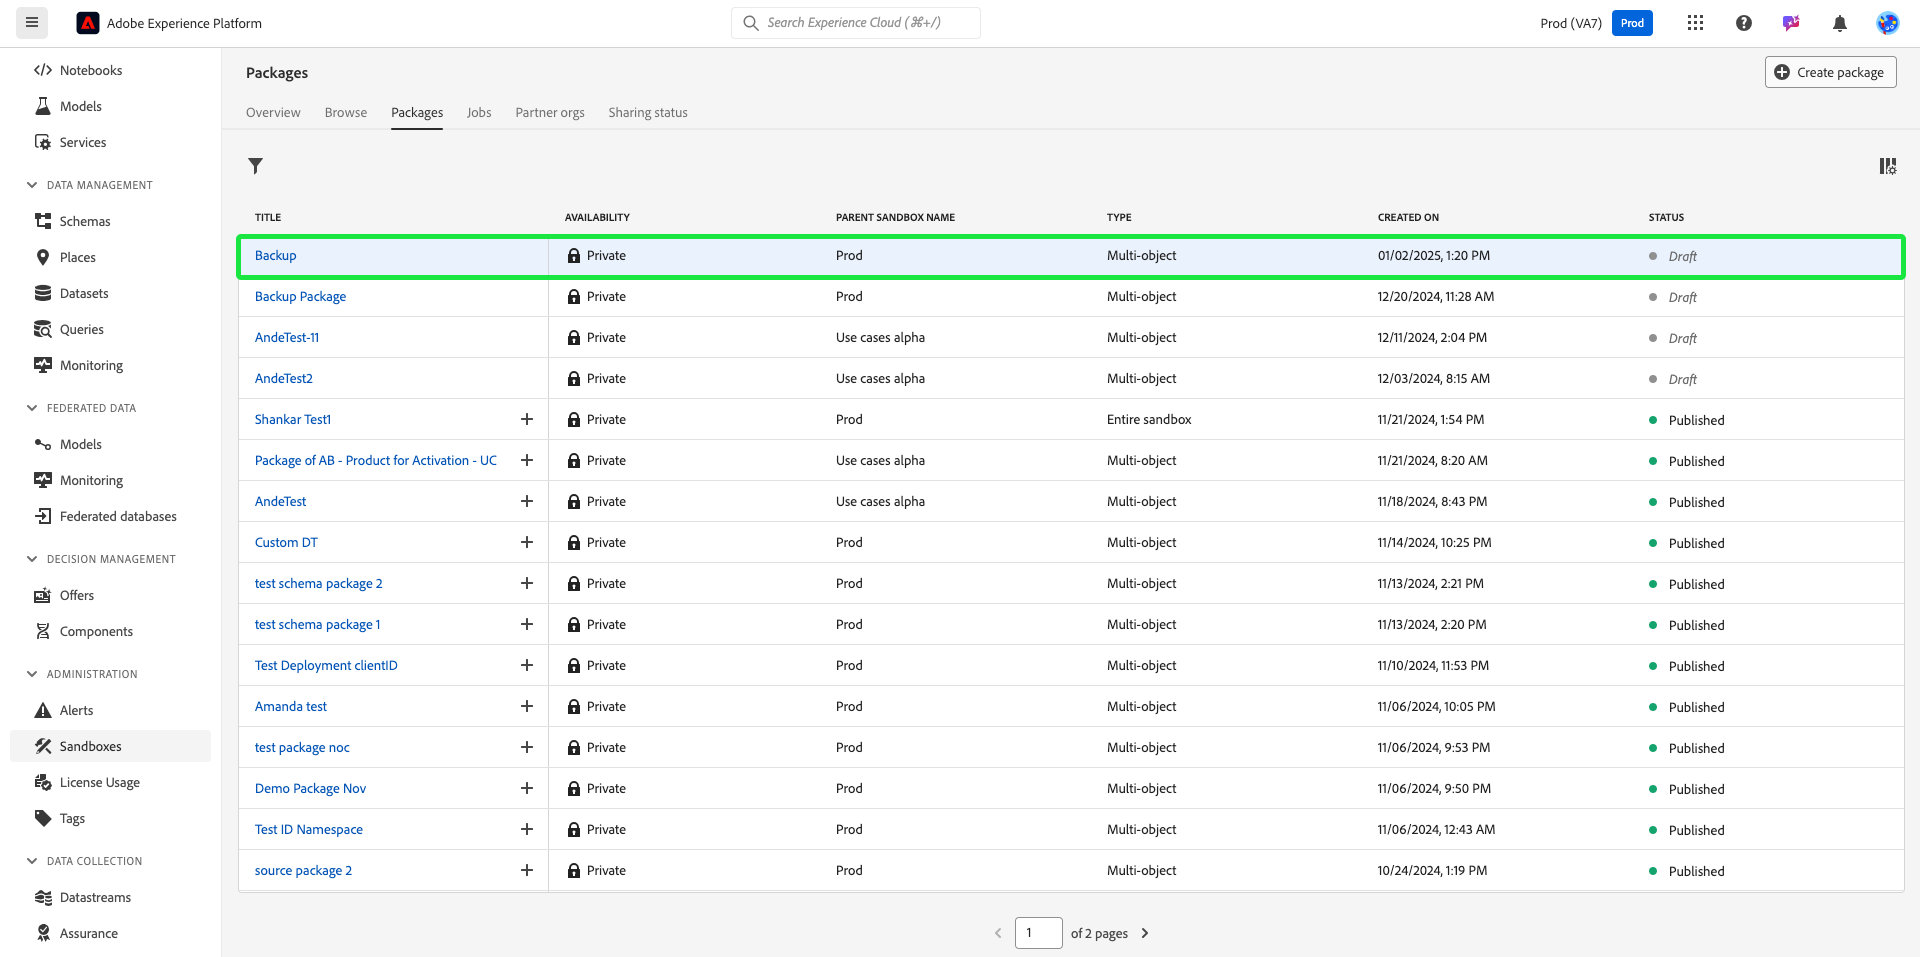 Adobe Experience Platform
Search Experience Cloud (⌘+/)
Prod (VA7)
Prod
Notebooks
Models
Services
DATA MANAGEMENT
Schemas
Places
Datasets
Queries
Monitoring
FEDERATED DATA
Models
Monitoring
Federated databases
DECISION MANAGEMENT
Offers
Components
ADMINISTRATION
Alerts
Sandboxes
License Usage
Tags
DATA COLLECTION
Datastreams
Assurance
Packages
Create package
Overview Browse Packages Jobs Partner orgs Sharing status
TITLE AVAILABILITY PARENT SANDBOX NAME TYPE CREATED ON STATUS
Backup Private Prod Multi-object 01/02/2025, 1:20 PM Draft
Backup Package Private Prod Multi-object 12/20/2024, 11:28 AM Draft
AndeTest-11 Private Use cases alpha Multi-object 12/11/2024, 2:04 PM Draft
AndeTest2 Private Use cases alpha Multi-object 12/03/2024, 8:15 AM Draft
Shankar Test1 Private Prod Entire sandbox 11/21/2024, 1:54 PM Published
Package of AB - Product for Activation - UC Private Use cases alpha Multi-object 11/21/2024, 8:20 AM Published
AndeTest Private Use cases alpha Multi-object 11/18/2024, 8:43 PM Published
Custom DT Private Prod Multi-object 11/14/2024, 10:25 PM Published
test schema package 2 Private Prod Multi-object 11/13/2024, 2:21 PM Published
test schema package 1 Private Prod Multi-object 11/13/2024, 2:20 PM Published
Test Deployment clientID Private Prod Multi-object 11/10/2024, 11:53 PM Published
Amanda test Private Prod Multi-object 11/06/2024, 10:05 PM Published
test package noc Private Prod Multi-object 11/06/2024, 9:53 PM Published
Demo Package Nov Private Prod Multi-object 11/06/2024, 9:50 PM Published
Test ID Namespace Private Prod Multi-object 11/06/2024, 12:43 AM Published
source package 2 Private Prod Multi-object 10/24/2024, 1:19 PM Published
1 of 2 pages